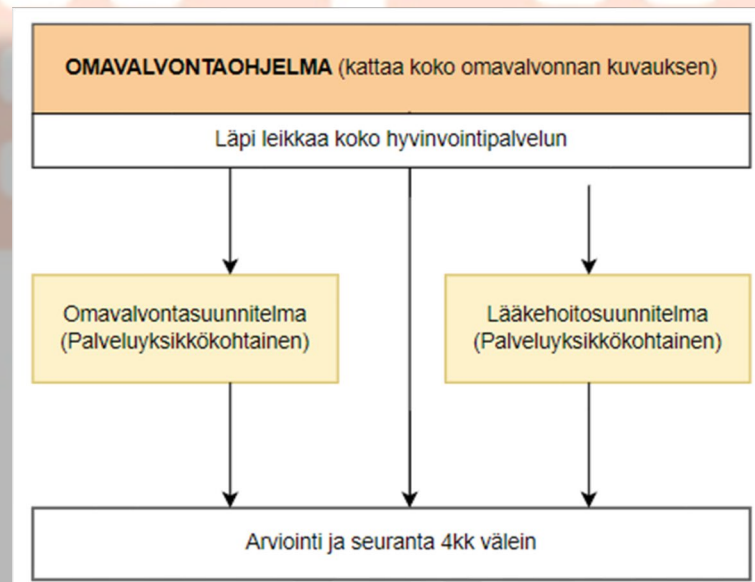 OMAVALVONTAOHJELMA (kattaa koko omavalvonnan kuvauksen)
Läpi leikkaa koko hyvinvointipalvelun
Omavalvontasuunnitelma
(Palveluyksikkökohtainen)
Lääkehoitosuunnitelma
(Palveluyksikkökohtainen)
Arviointi ja seuranta 4kk välein